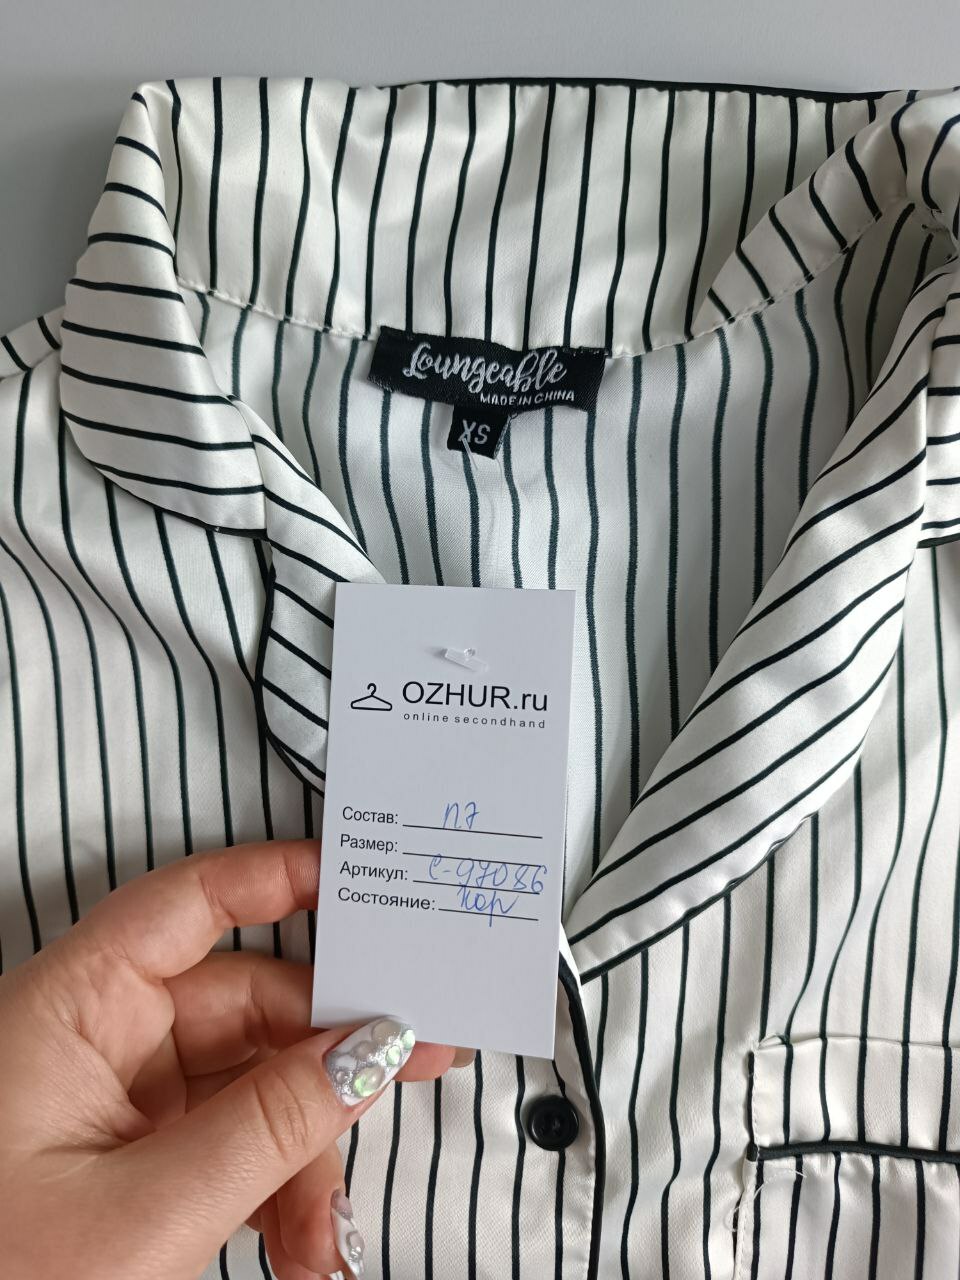 Loungeable
MADE IN CHINA
XS
OZHUR.ru
online secondhand
Состав: п7
Размер:
Артикул: С-97086
Состояние: Хор